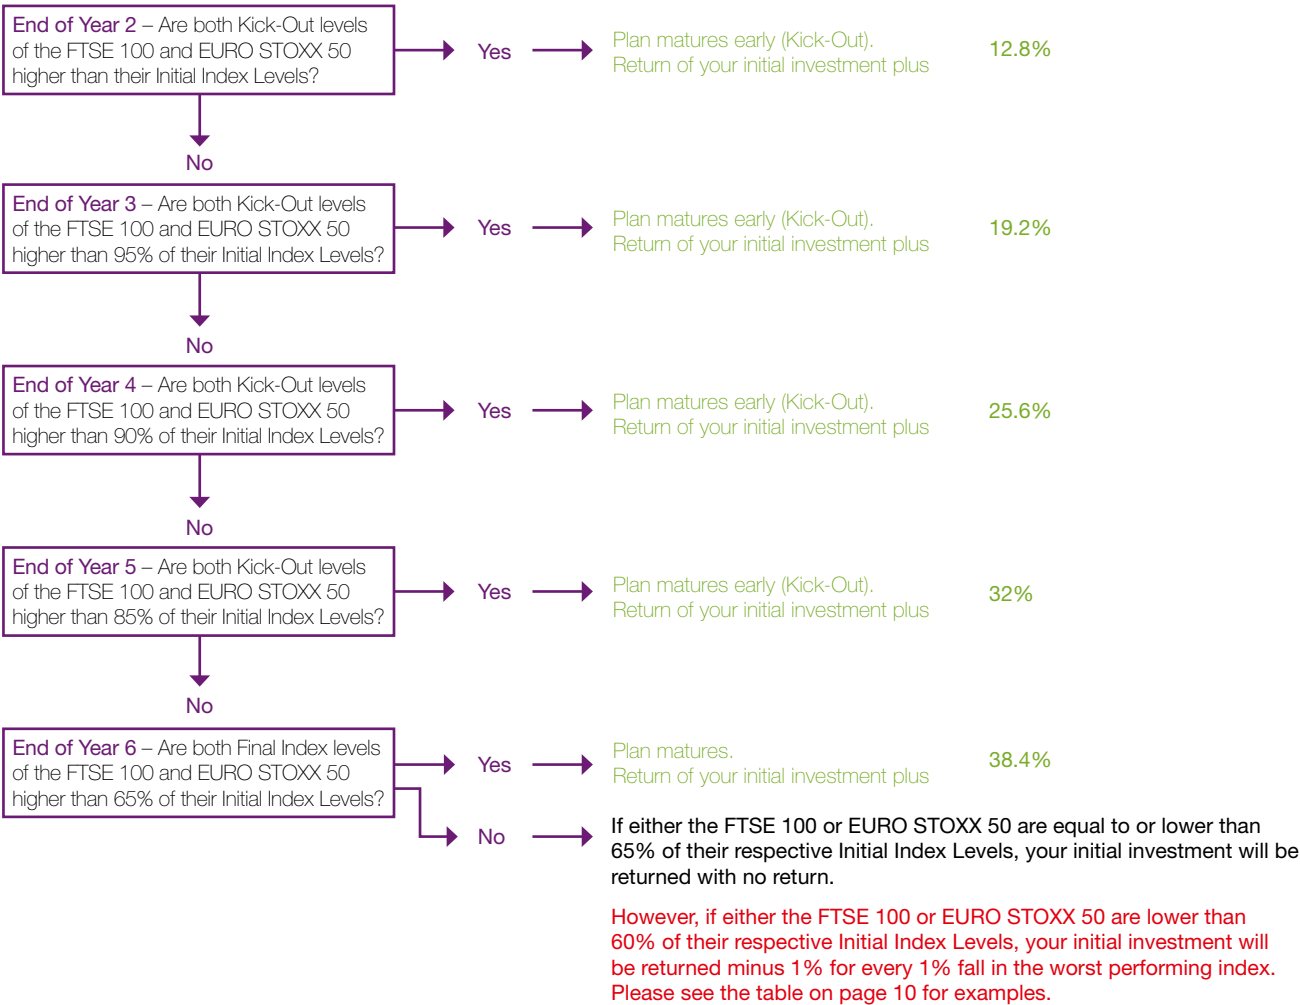 End of Year 2 – Are both Kick-Out levels
of the FTSE 100 and EURO STOXX 50
higher than their Initial Index Levels?
Yes
Plan matures early (Kick-Out).
Return of your initial investment plus
12.8%
No
End of Year 3 – Are both Kick-Out levels
of the FTSE 100 and EURO STOXX 50
higher than 95% of their Initial Index Levels?
Yes
Plan matures early (Kick-Out).
Return of your initial investment plus
19.2%
No
End of Year 4 – Are both Kick-Out levels
of the FTSE 100 and EURO STOXX 50
higher than 90% of their Initial Index Levels?
Yes
Plan matures early (Kick-Out).
Return of your initial investment plus
25.6%
No
End of Year 5 – Are both Kick-Out levels
of the FTSE 100 and EURO STOXX 50
higher than 85% of their Initial Index Levels?
Yes
Plan matures early (Kick-Out).
Return of your initial investment plus
32%
No
End of Year 6 – Are both Final Index levels
of the FTSE 100 and EURO STOXX 50
higher than 65% of their Initial Index Levels?
Yes
Plan matures.
Return of your initial investment plus
38.4%
No
If either the FTSE 100 or EURO STOXX 50 are equal to or lower than
65% of their respective Initial Index Levels, your initial investment will be
returned with no return.
However, if either the FTSE 100 or EURO STOXX 50 are lower than
60% of their respective Initial Index Levels, your initial investment will
be returned minus 1% for every 1% fall in the worst performing index.
Please see the table on page 10 for examples.